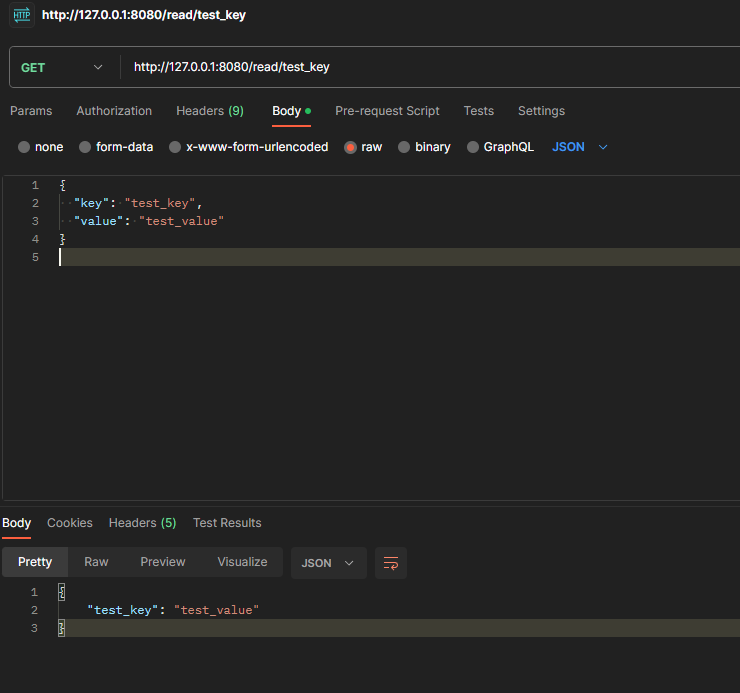 HTTP http://127.0.0.1:8080/read/test_key
GET http://127.0.0.1:8080/read/test_key
Params Authorization Headers (9) Body Pre-request Script Tests Settings
none form-data x-www-form-urlencoded raw binary GraphQL JSON
1 {
2 "key": "test_key",
3 "value": "test_value"
4 }
5
Body Cookies Headers (5) Test Results
Pretty Raw Preview Visualize JSON
1 {
2 "test_key": "test_value"
3 }